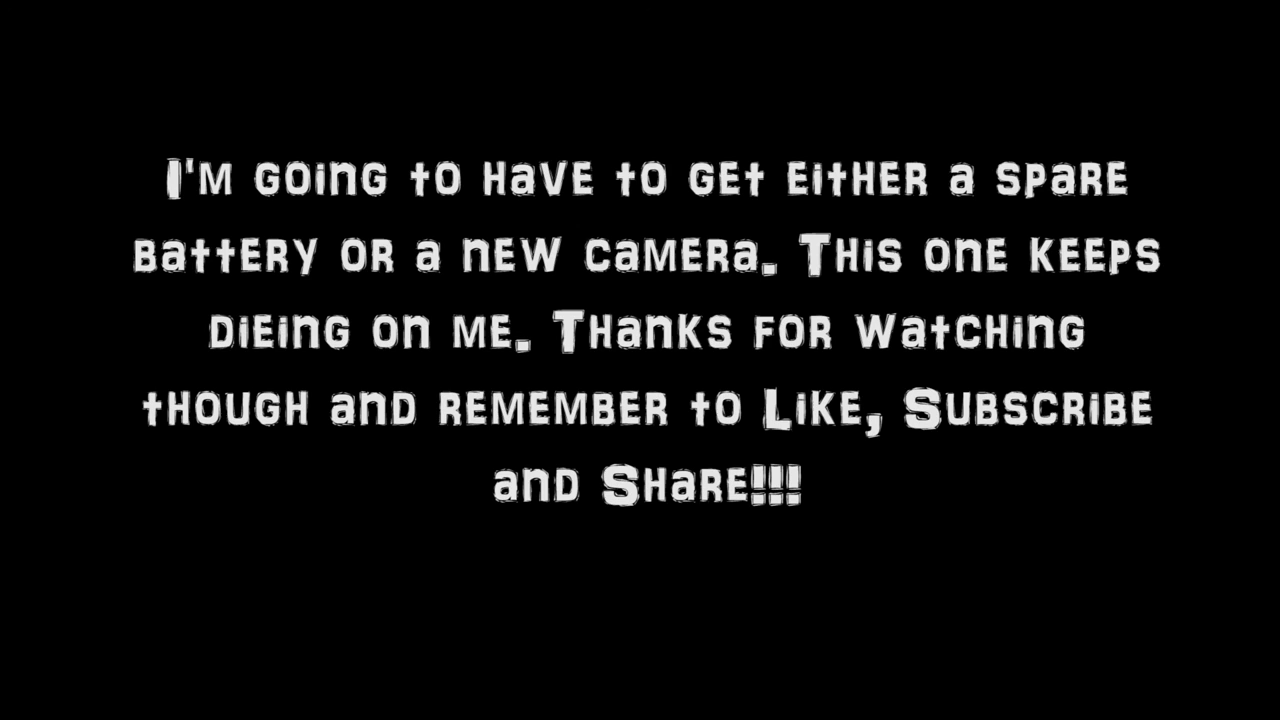 I'm going to have to get either a spare
battery or a new camera. This one keeps
dieing on me. Thanks for watching
though and remember to Like, Subscribe
and Share!!!